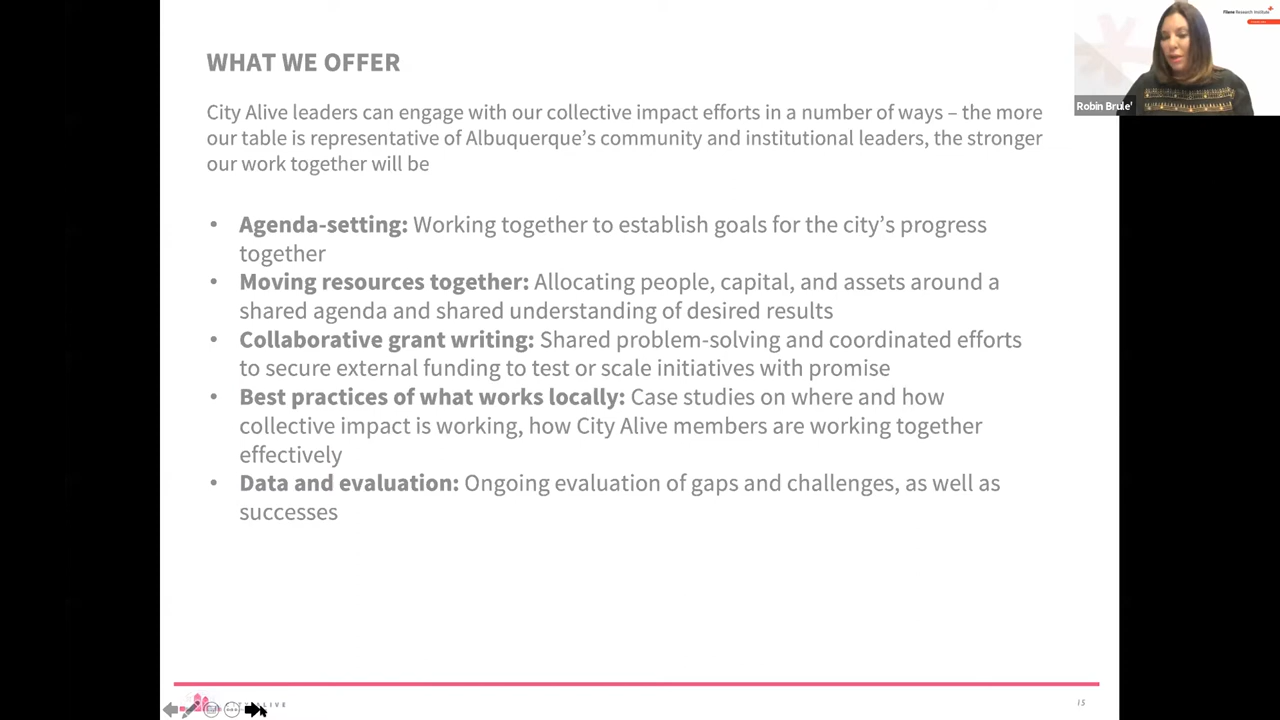 WHAT WE OFFER
City Alive leaders can engage with our collective impact efforts in a number of ways – the more
our table is representative of Albuquerque's community and institutional leaders, the stronger
our work together will be
• Agenda-setting: Working together to establish goals for the city's progress
together
• Moving resources together: Allocating people, capital, and assets around a
shared agenda and shared understanding of desired results
• Collaborative grant writing: Shared problem-solving and coordinated efforts
to secure external funding to test or scale initiatives with promise
• Best practices of what works locally: Case studies on where and how
collective impact is working, how City Alive members are working together
effectively
• Data and evaluation: Ongoing evaluation of gaps and challenges, as well as
successes
Filene Research Institute
Robin Brule'
15